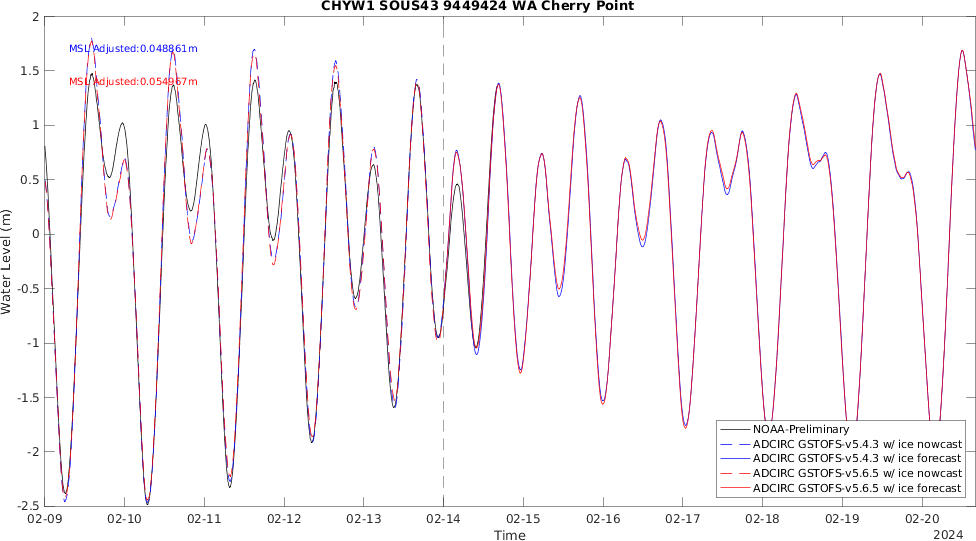 CHYW1 SOUS43 9449424 WA Cherry Point
2
MSL Adjusted:0.048861m
1.5
MSL Adjusted:0.054967m
1
0.5
0
-0.5
-1
-1.5
-2
-2.5
Water Level (m)
NOAA-Preliminary
ADCIRC GSTOFS-v5.4.3 w/ ice nowcast
ADCIRC GSTOFS-v5.4.3 w/ ice forecast
ADCIRC GSTOFS-v5.6.5 w/ ice nowcast
ADCIRC GSTOFS-v5.6.5 w/ ice forecast
02-09 02-10 02-11 02-12 02-13 02-14 02-15 02-16 02-17 02-18 02-19 02-20
2024
Time